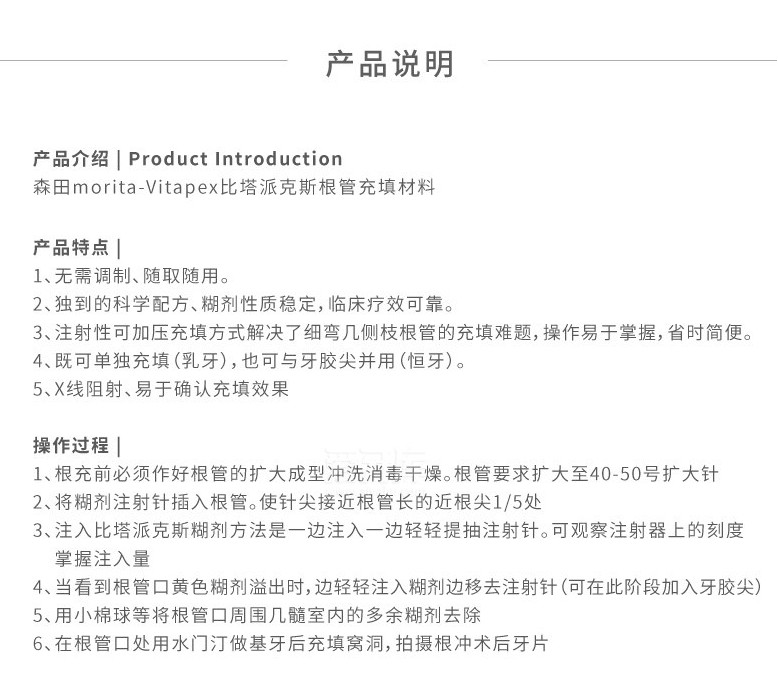 产品说明
产品介绍 | Product Introduction
森田morita-Vitapex比塔派克斯根管充填材料
产品特点 |
1、无需调制、随取随用。
2、独到的科学配方、糊剂性质稳定,临床疗效可靠。
3、注射性可加压充填方式解决了细弯几侧枝根管的充填难题,操作易于掌握,省时简便。
4、既可单独充填(乳牙),也可与牙胶尖并用(恒牙)。
5、X线阻射、易于确认充填效果
操作过程 |
1、根充前必须作好根管的扩大成型冲洗消毒干燥。根管要求扩大至40-50号扩大针
2、将糊剂注射针插入根管。使针尖接近根管长的近根尖1/5处
3、注入比塔派克斯糊剂方法是一边注入一边轻轻提抽注射针。可观察注射器上的刻度
掌握注入量
4、当看到根管口黄色糊剂溢出时,边轻轻注入糊剂边移去注射针(可在此阶段加入牙胶尖)
5、用小棉球等将根管口周围几髓室内的多余糊剂去除
6、在根管口处用水门汀做基牙后充填窝洞,拍摄根冲术后牙片